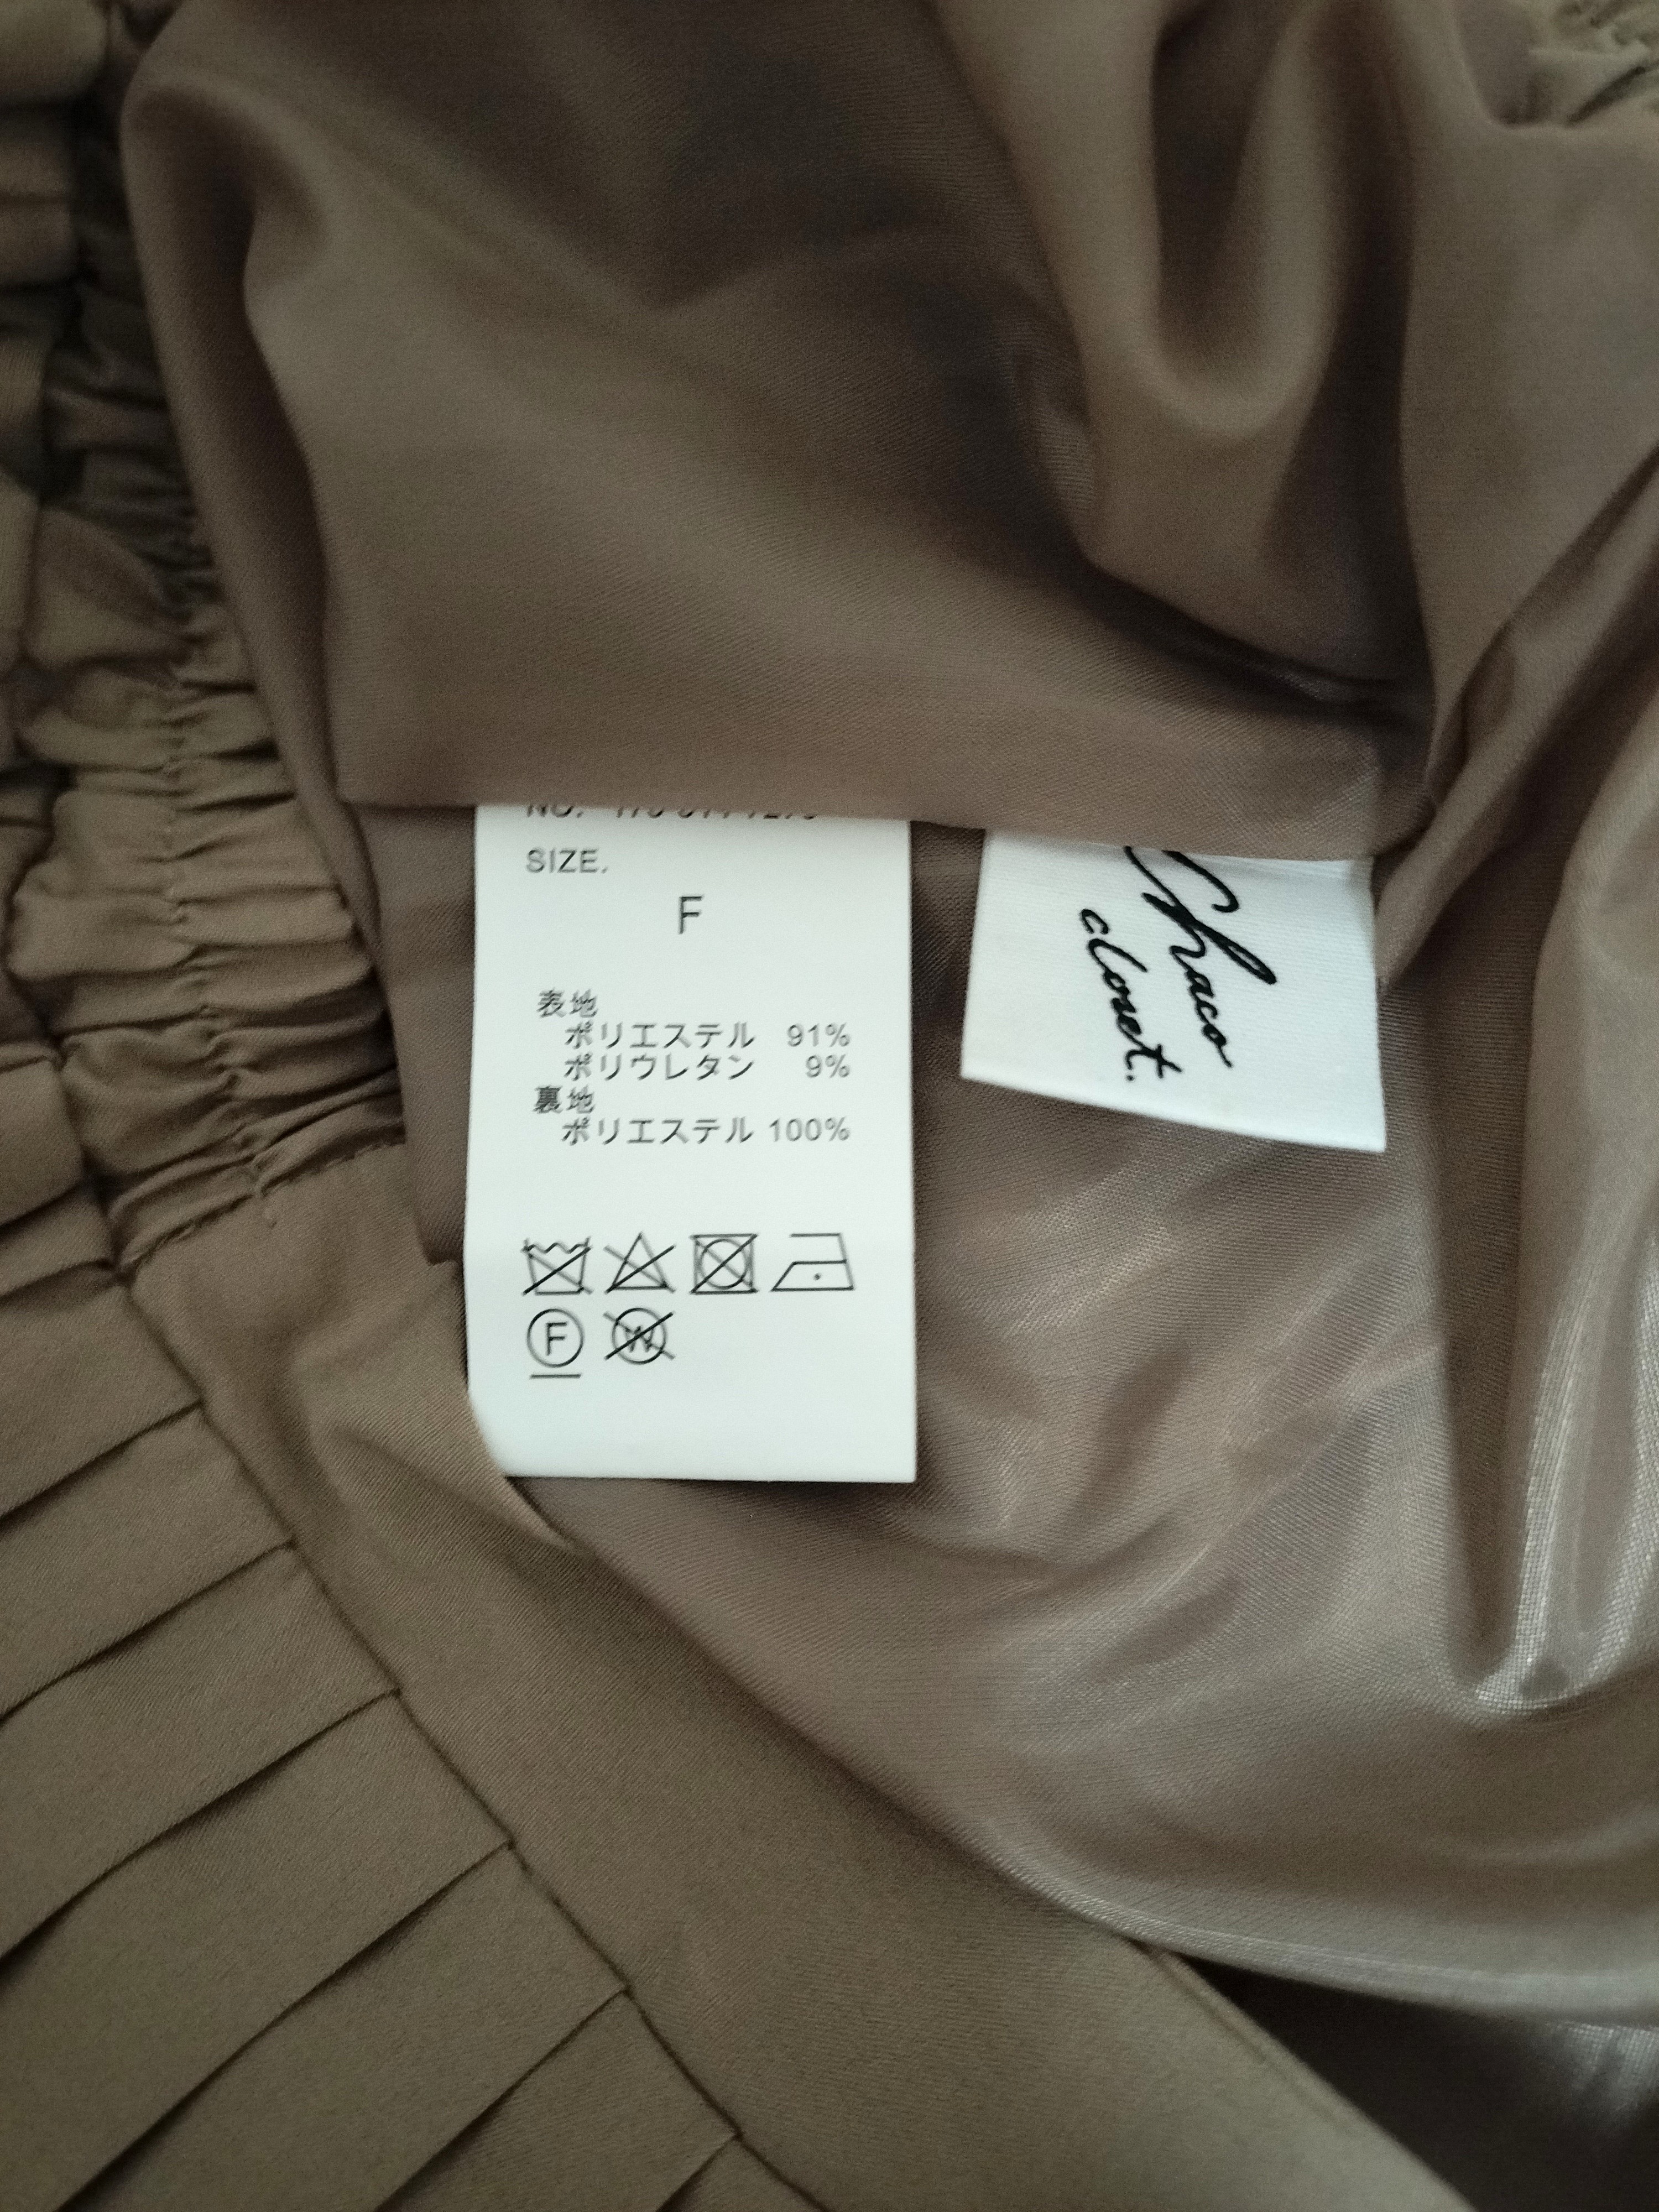 SIZE.
F
表地
ポリエステル 91%
ポリウレタン 9%
裏地
ポリエステル 100%
F
W
Chaco
closet.